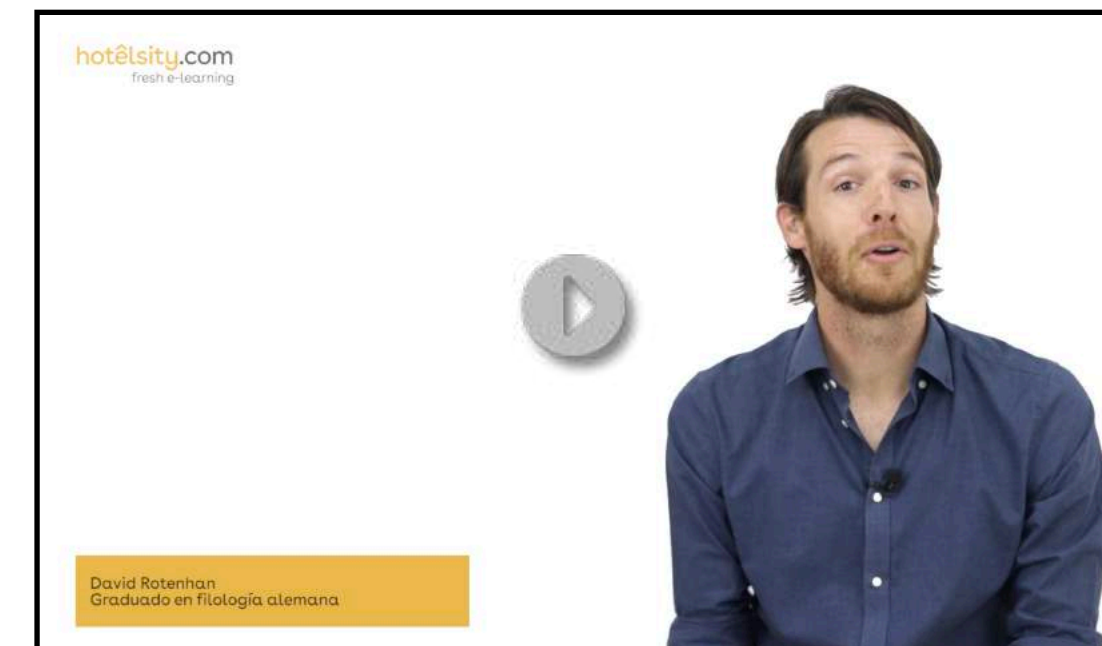 hotêlsity.com
fresh e-learning
David Rotenhan
Graduado en filología alemana